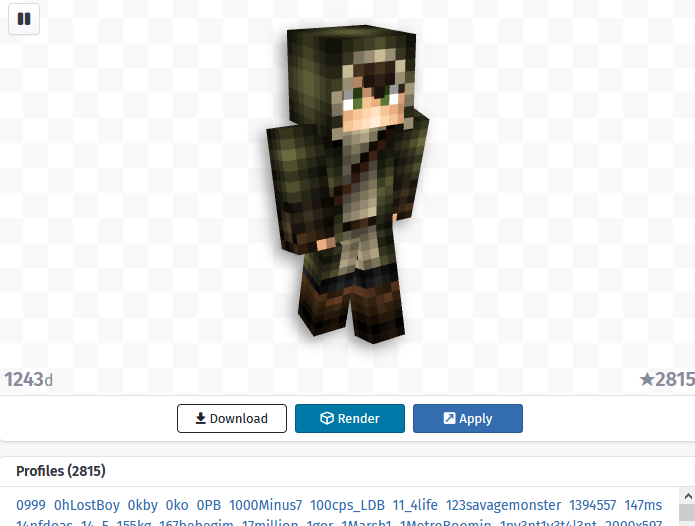 1243d
★2815
Download Render Apply
Profiles (2815)
0999 0hLostBoy 0kby 0ko 0PB 1000Minus7 100cps_LDB 11_4life 123savagemonster 1394557 147ms